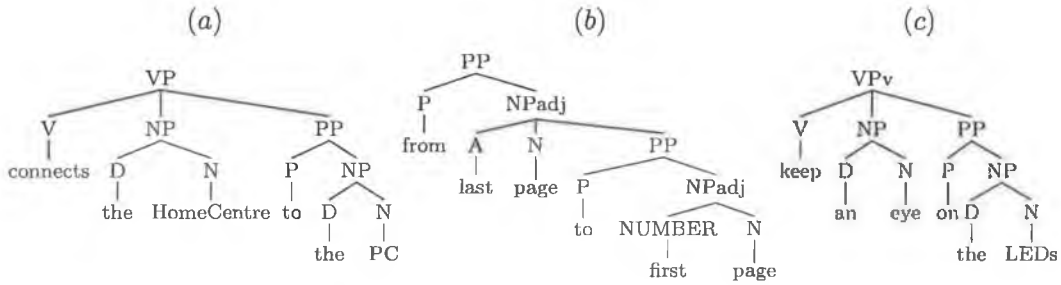 (a)
VP
V NP PP
connects D N P NP
the HomeCentre to D N
the PC
(b)
PP
P NPadj
from A N PP
last page P NPadj
to NUMBER N
first page
(c)
VPv
V NP PP
keep D N P NP
an eye on D N
the LEDs